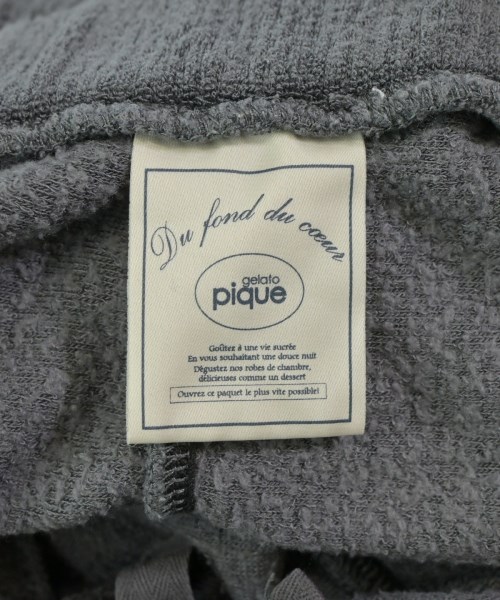 Du fond du cœur
gelato
pique
Goûtez à une vie sucrée
En vous souhaitant une douce nuit
Dégustez nos robes de chambre,
délicieuses comme un dessert
Ouvrez ce paquet le plus vite possible!